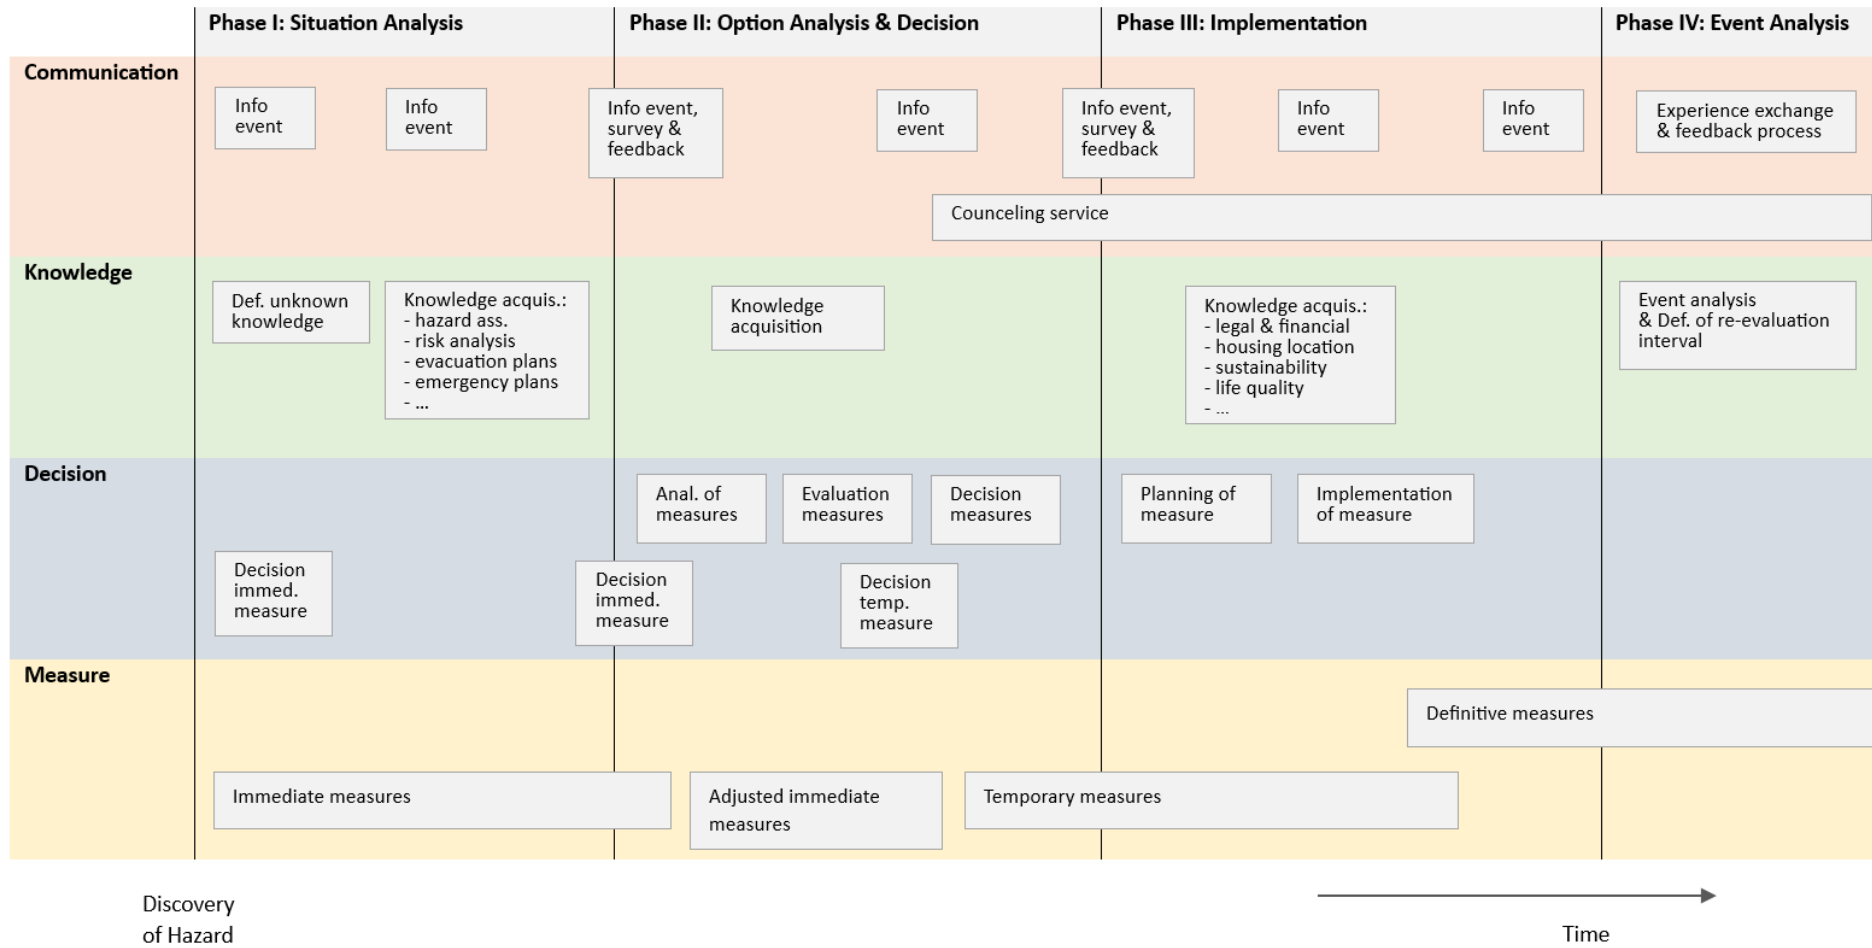 Phase I: Situation Analysis
Phase II: Option Analysis & Decision
Phase III: Implementation
Phase IV: Event Analysis
Communication
Info
event
Info
event
Info event,
survey &
feedback
Info
event
Info event,
survey &
feedback
Info
event
Info
event
Experience exchange
& feedback process
Counceling service
Knowledge
Def. unknown
knowledge
Knowledge acquis.:
- hazard ass.
- risk analysis
- evacuation plans
- emergency plans
- ...
Knowledge
acquisition
Knowledge acquis.:
- legal & financial
- housing location
- sustainability
- life quality
- ...
Event analysis
& Def. of re-evaluation
interval
Decision
Anal. of
measures
Evaluation
measures
Decision
measures
Planning of
measure
Implementation
of measure
Decision
immed.
measure
Decision
immed.
measure
Decision
temp.
measure
Measure
Definitive measures
Immediate measures
Adjusted immediate
measures
Temporary measures
Discovery
of Hazard
Time